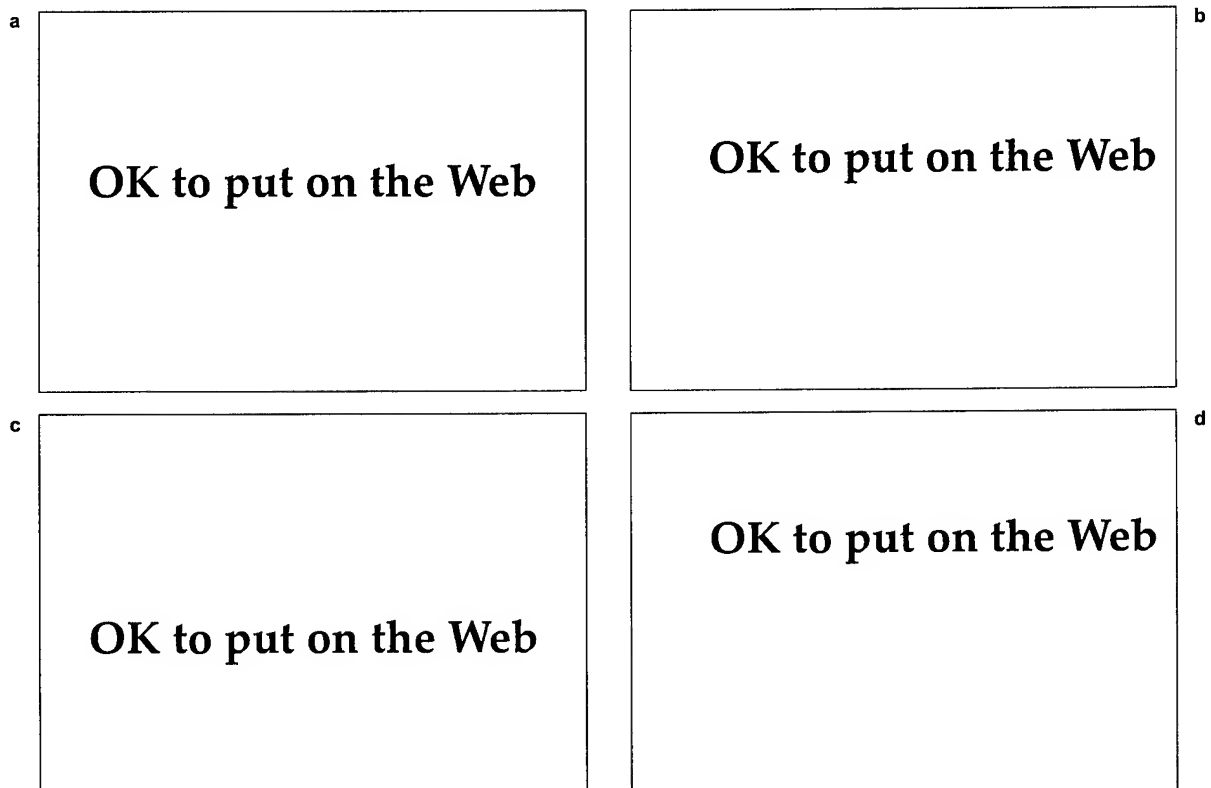 a
OK to put on the Web
b
OK to put on the Web
c
OK to put on the Web
d
OK to put on the Web